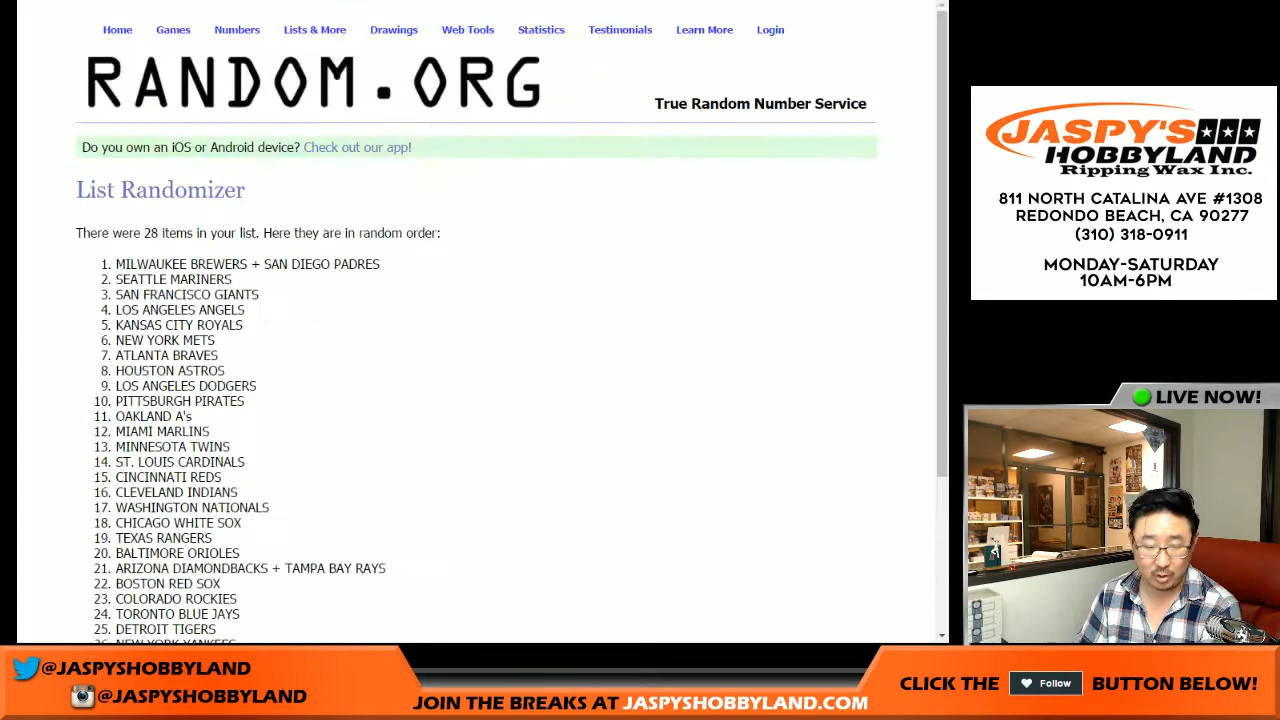 Home Games Numbers Lists & More Drawings Web Tools Statistics Testimonials Learn More Login
RANDOM.ORG
True Random Number Service
Do you own an iOS or Android device? Check out our app!
List Randomizer
There were 28 items in your list. Here they are in random order:
1. MILWAUKEE BREWERS + SAN DIEGO PADRES
2. SEATTLE MARINERS
3. SAN FRANCISCO GIANTS
4. LOS ANGELES ANGELS
5. KANSAS CITY ROYALS
6. NEW YORK METS
7. ATLANTA BRAVES
8. HOUSTON ASTROS
9. LOS ANGELES DODGERS
10. PITTSBURGH PIRATES
11. OAKLAND A's
12. MIAMI MARLINS
13. MINNESOTA TWINS
14. ST. LOUIS CARDINALS
15. CINCINNATI REDS
16. CLEVELAND INDIANS
17. WASHINGTON NATIONALS
18. CHICAGO WHITE SOX
19. TEXAS RANGERS
20. BALTIMORE ORIOLES
21. ARIZONA DIAMONDBACKS + TAMPA BAY RAYS
22. BOSTON RED SOX
23. COLORADO ROCKIES
24. TORONTO BLUE JAYS
25. DETROIT TIGERS
26. NEW YORK YANKEES
JASPY'S
HOBBYLAND
Ripping Wax Inc.
811 NORTH CATALINA AVE #1308
REDONDO BEACH, CA 90277
(310) 318-0911
MONDAY-SATURDAY
10AM-6PM
LIVE NOW!
@JASPYSHOBBYLAND
@JASPYSHOBBYLAND
JOIN THE BREAKS AT JASPYSHOBBYLAND.COM
CLICK THE Follow BUTTON BELOW!